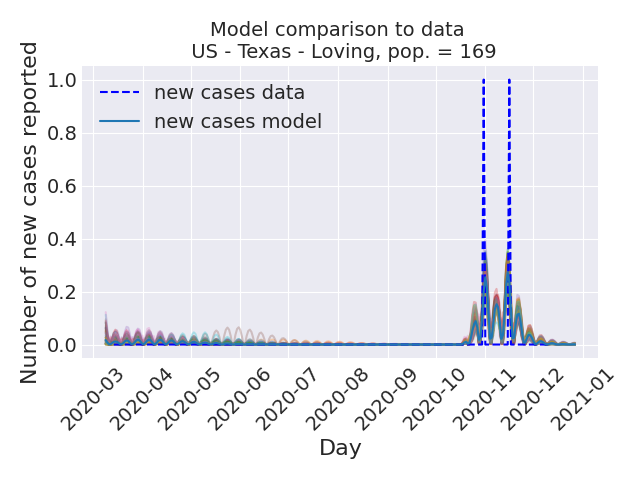 Model comparison to data
US - Texas - Loving, pop. = 169
Number of new cases reported
1.0
0.8
0.6
0.4
0.2
0.0
new cases data
new cases model
2020-03
2020-04
2020-05
2020-06
2020-07
2020-08
2020-09
2020-10
2020-11
2020-12
2021-01
Day